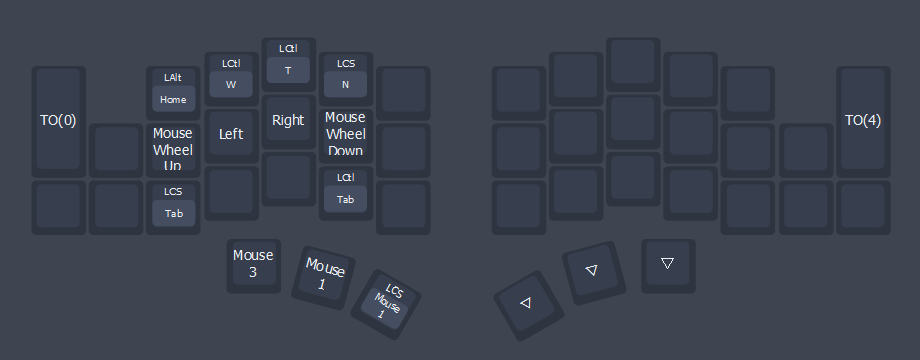 TO(0)
LAlt
Home
LCtl
W
LCtl
T
LCS
N
Mouse
Wheel
Up
Left
Right
Mouse
Wheel
Down
LCS
Tab
LCtl
Tab
TO(4)
Mouse
3
Mouse
1
LCS
Mouse
1